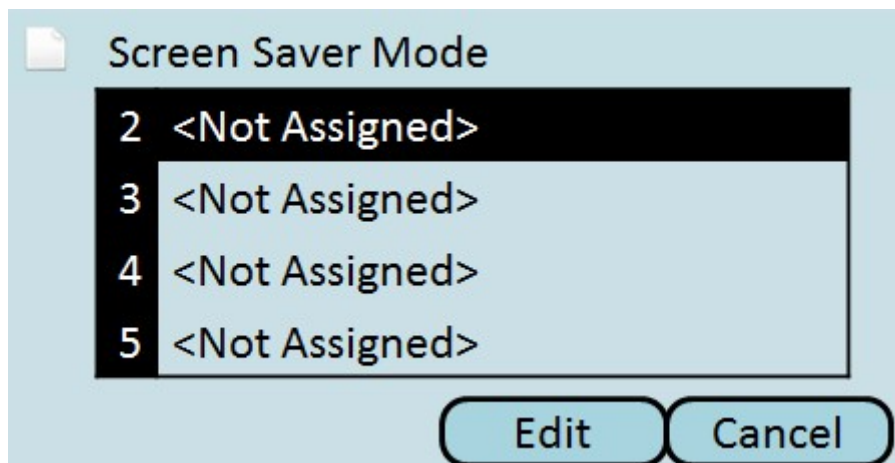 Screen Saver Mode
2 <Not Assigned>
3 <Not Assigned>
4 <Not Assigned>
5 <Not Assigned>
Edit Cancel